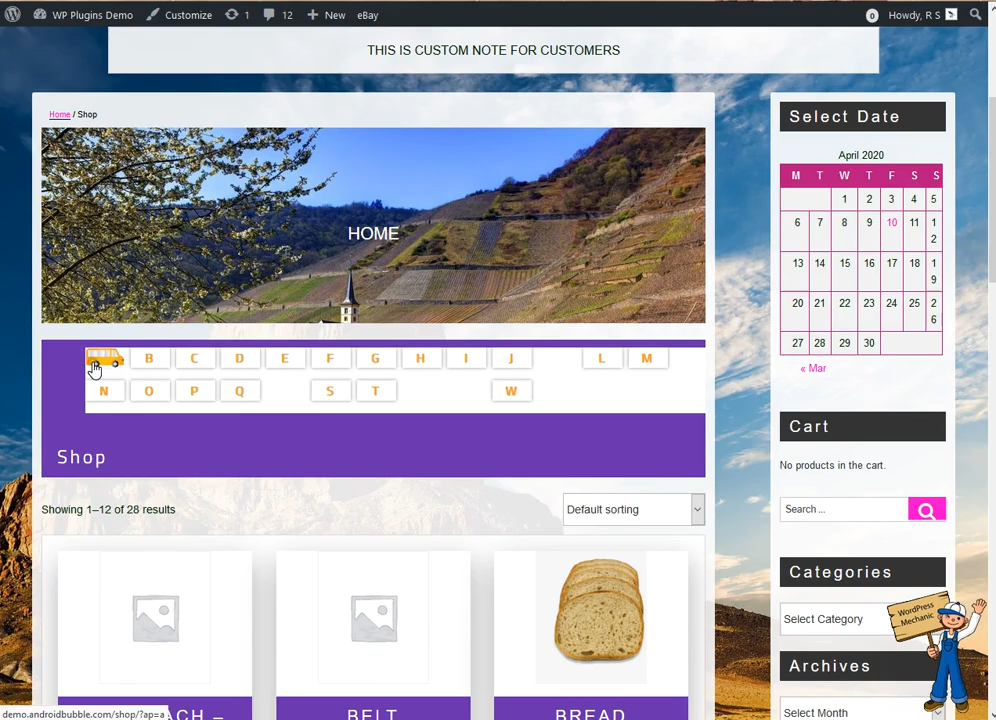 WP Plugins Demo Customize 1 12 New eBay 0 Howdy, R S
THIS IS CUSTOM NOTE FOR CUSTOMERS
Home / Shop
HOME
B C D E F G H I J L M
N O P Q S T W
Shop
Showing 1–12 of 28 results
Default sorting
ACH –
BELT
BREAD
Select Date
April 2020
M T W T F S S
1 2 3 4 5
6 7 8 9 10 11 12
13 14 15 16 17 18 19
20 21 22 23 24 25 26
27 28 29 30
« Mar
Cart
No products in the cart.
Search ...
Categories
Select Category
WordPress
Mechanic
Archives
Select Month
demo.androidbubble.com/shop/?ap=a